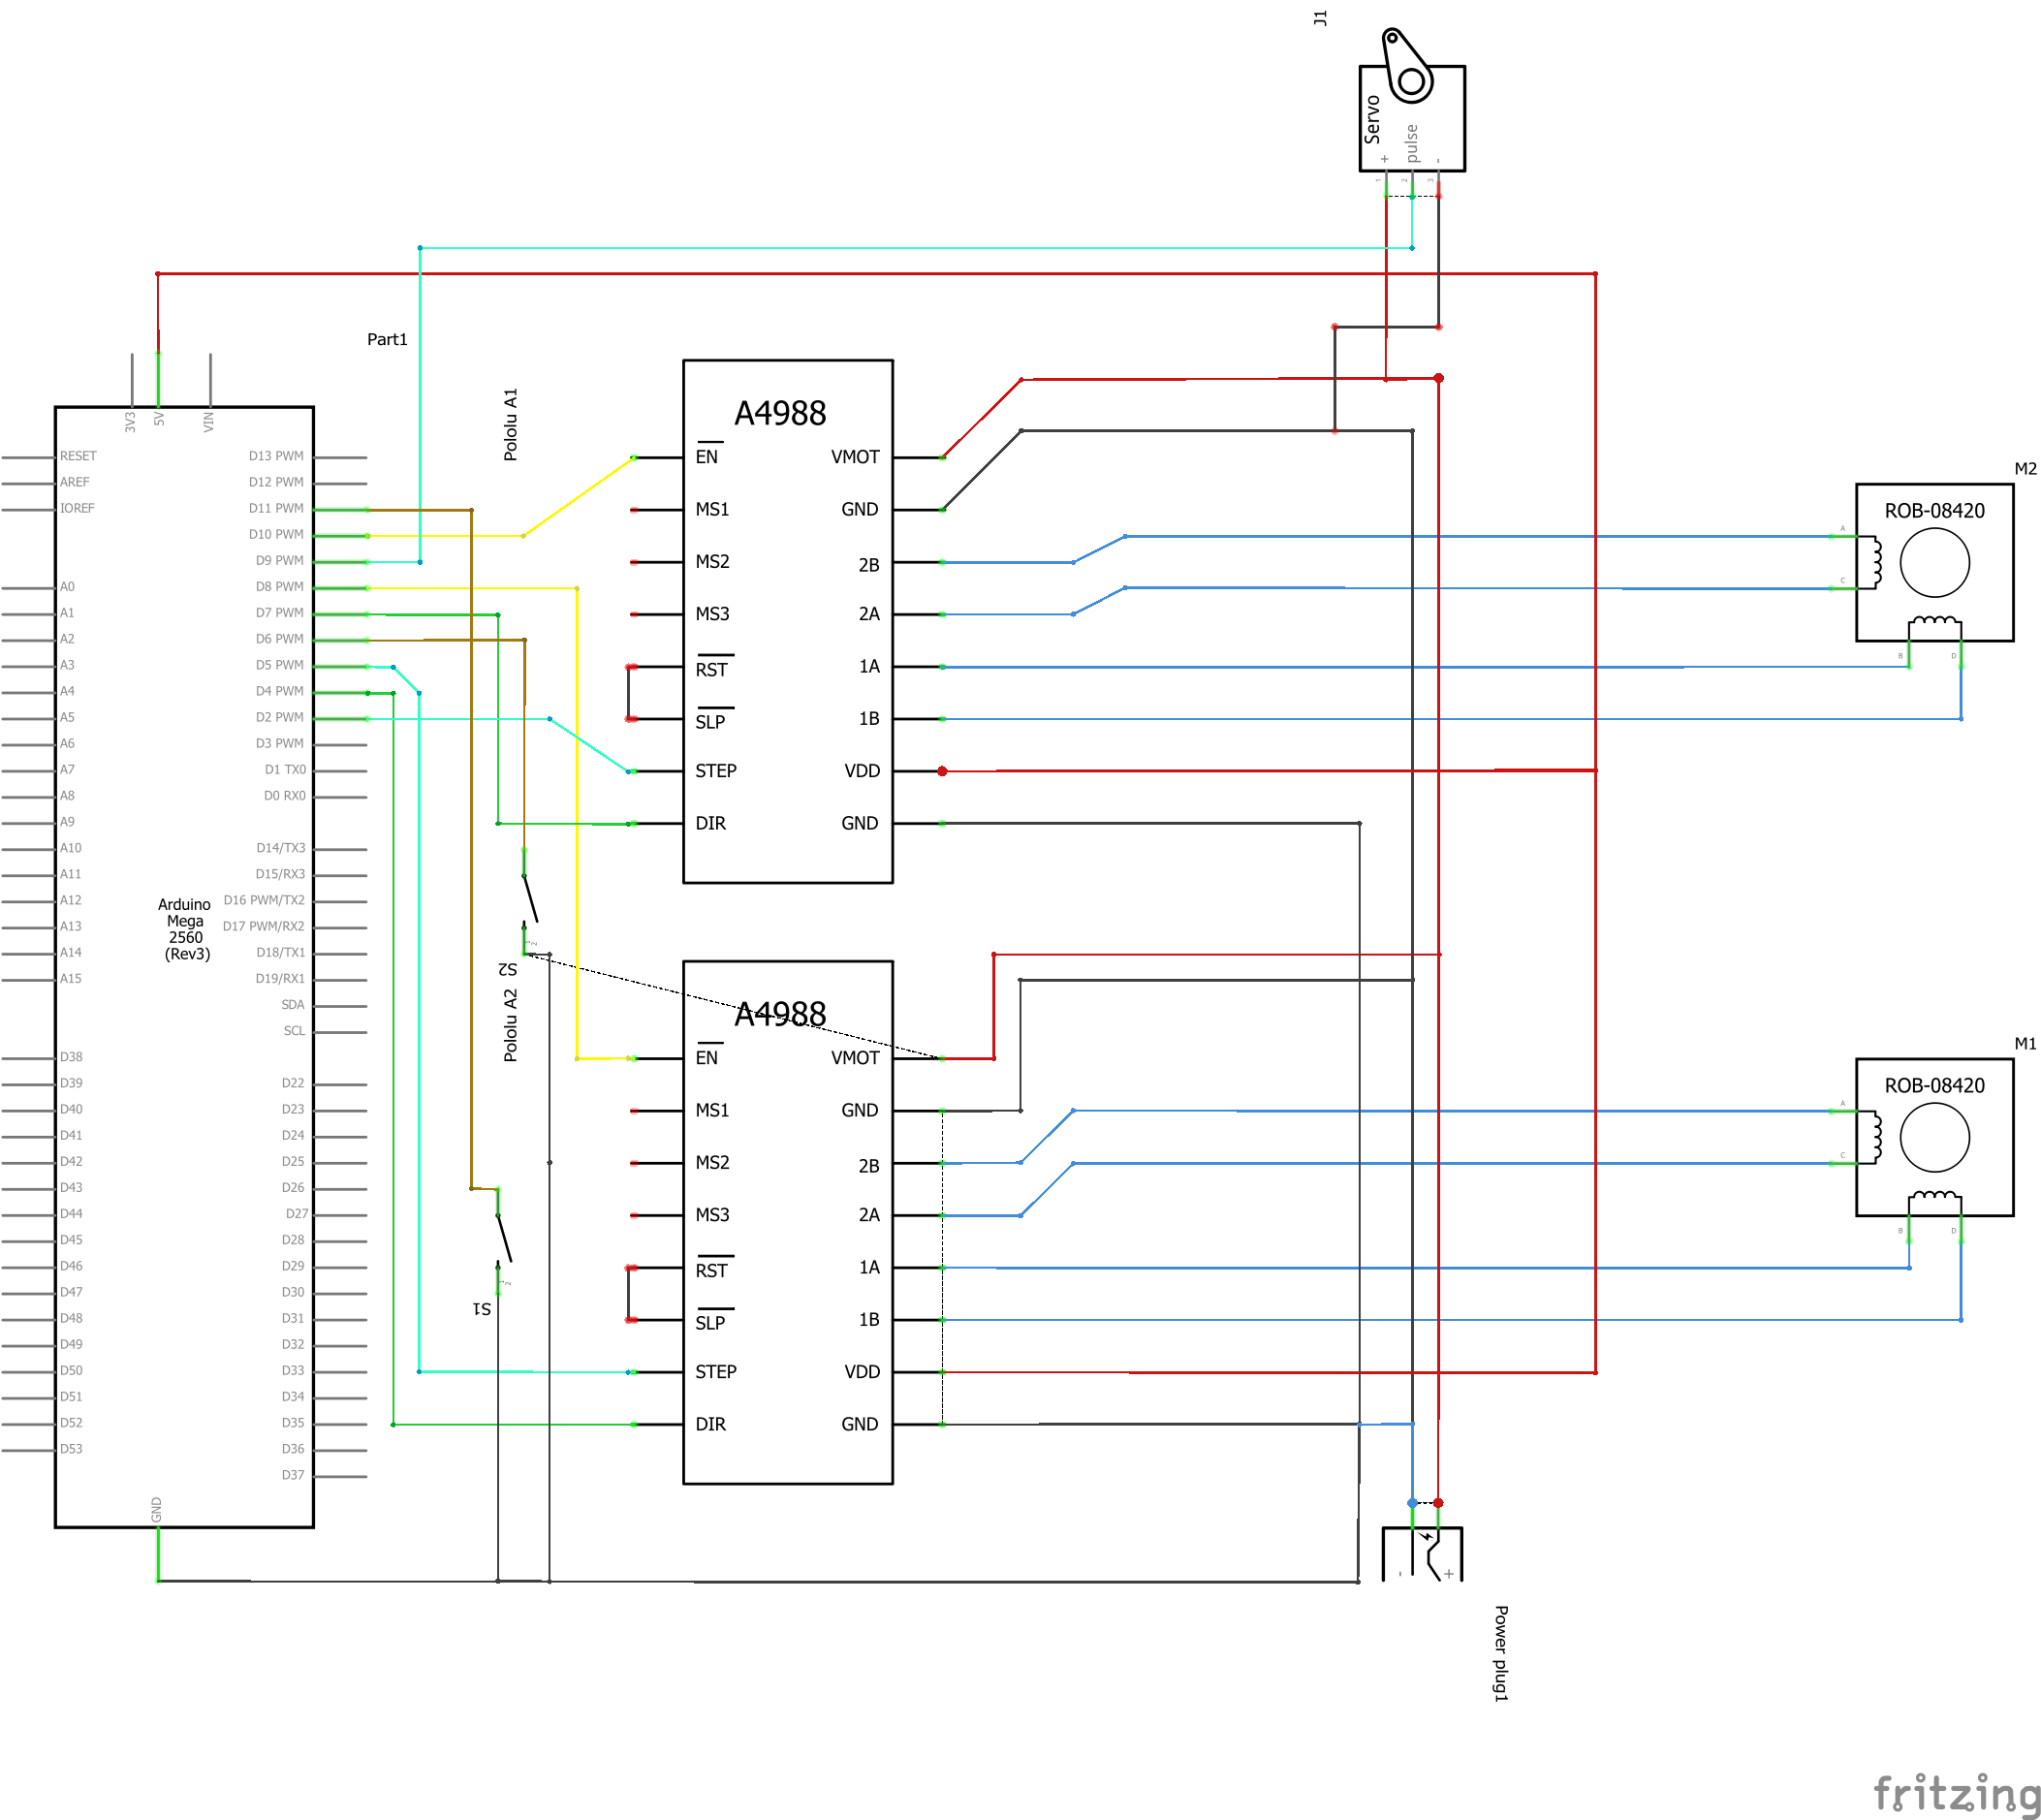 J1
Servo
+
pulse
-
1
2
3
Part1
3V3
5V
VIN
RESET
AREF
IOREF
A0
A1
A2
A3
A4
A5
A6
A7
A8
A9
A10
A11
A12
A13
A14
A15
D38
D39
D40
D41
D42
D43
D44
D45
D46
D47
D48
D49
D50
D51
D52
D53
Arduino
Mega
2560
(Rev3)
D13 PWM
D12 PWM
D11 PWM
D10 PWM
D9 PWM
D8 PWM
D7 PWM
D6 PWM
D5 PWM
D4 PWM
D2 PWM
D3 PWM
D1 TX0
D0 RX0
D14/TX3
D15/RX3
D16 PWM/TX2
D17 PWM/RX2
D18/TX1
D19/RX1
SDA
SCL
D22
D23
D24
D25
D26
D27
D28
D29
D30
D31
D32
D33
D34
D35
D36
D37
GND
Pololu A1
A4988
EN
MS1
MS2
MS3
RST
SLP
STEP
DIR
VMOT
GND
2B
2A
1A
1B
VDD
GND
M2
ROB-08420
A
C
B
D
1
2
S2
Pololu A2
A4988
EN
MS1
MS2
MS3
RST
SLP
STEP
DIR
VMOT
GND
2B
2A
1A
1B
VDD
GND
M1
ROB-08420
A
C
B
D
1
2
S1
-
+
Power plug1
fritzing